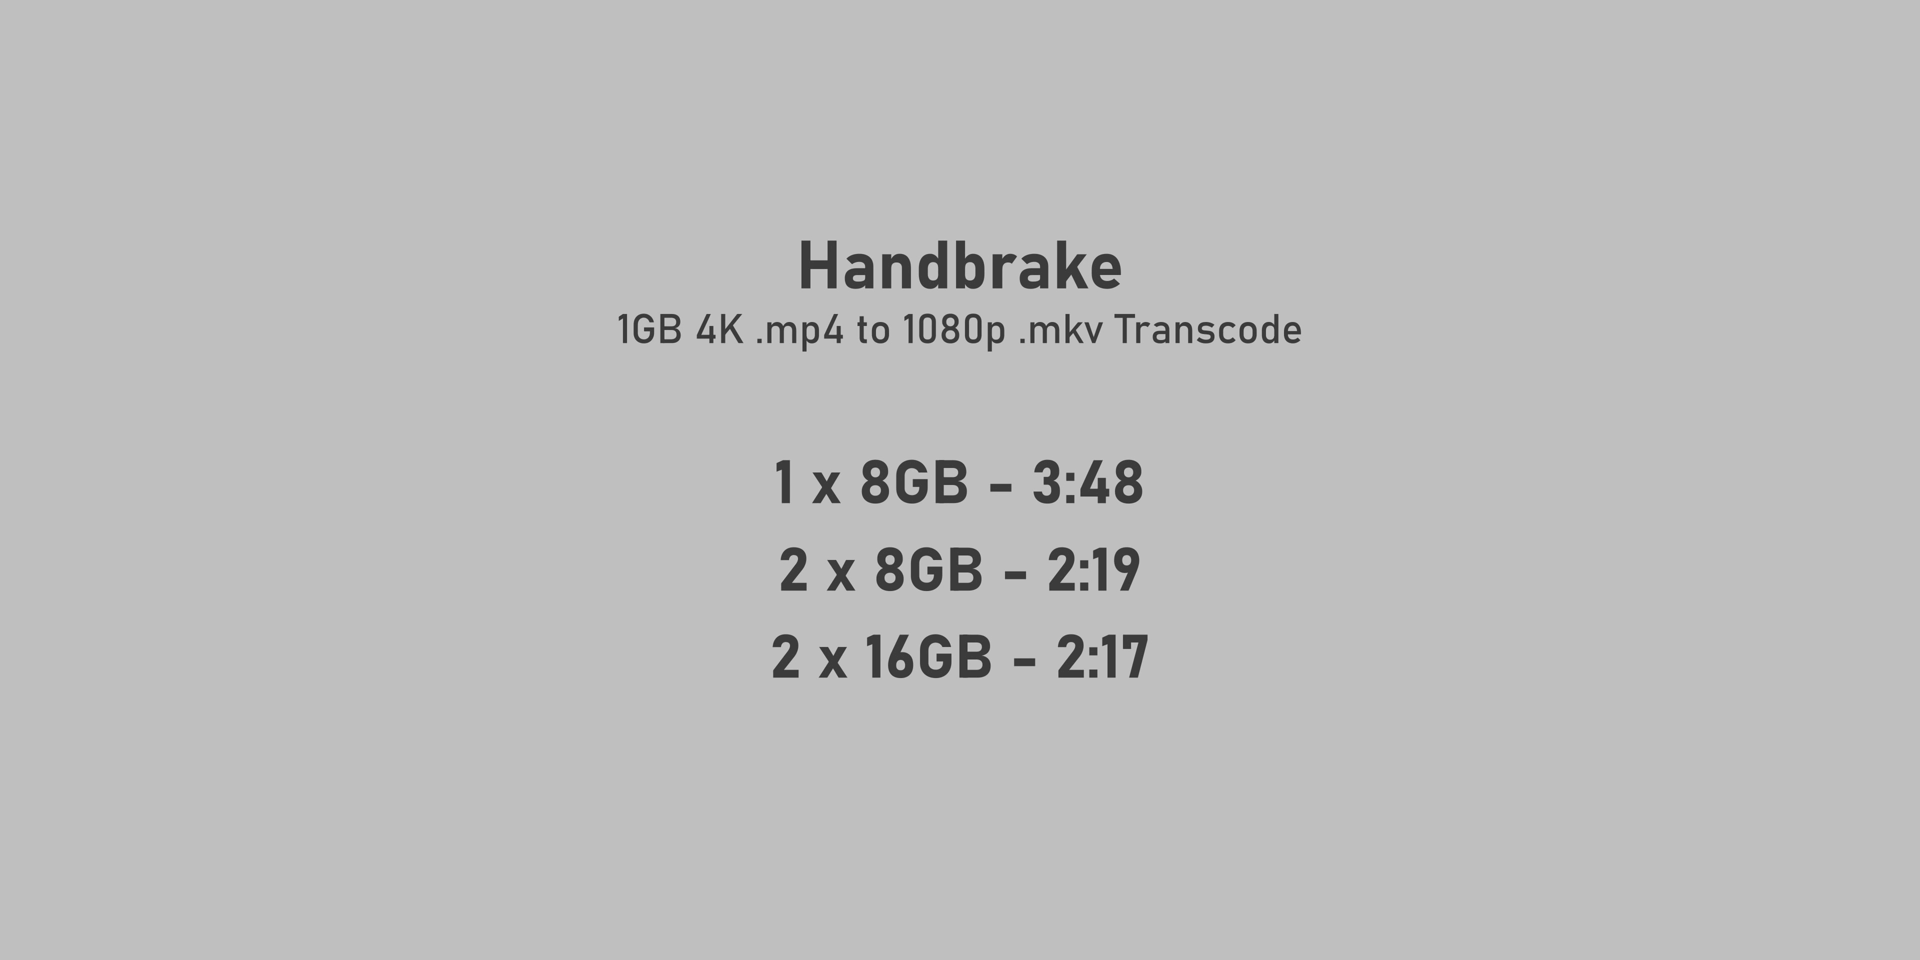 Handbrake
1GB 4K .mp4 to 1080p .mkv Transcode
1 x 8GB - 3:48
2 x 8GB - 2:19
2 x 16GB - 2:17